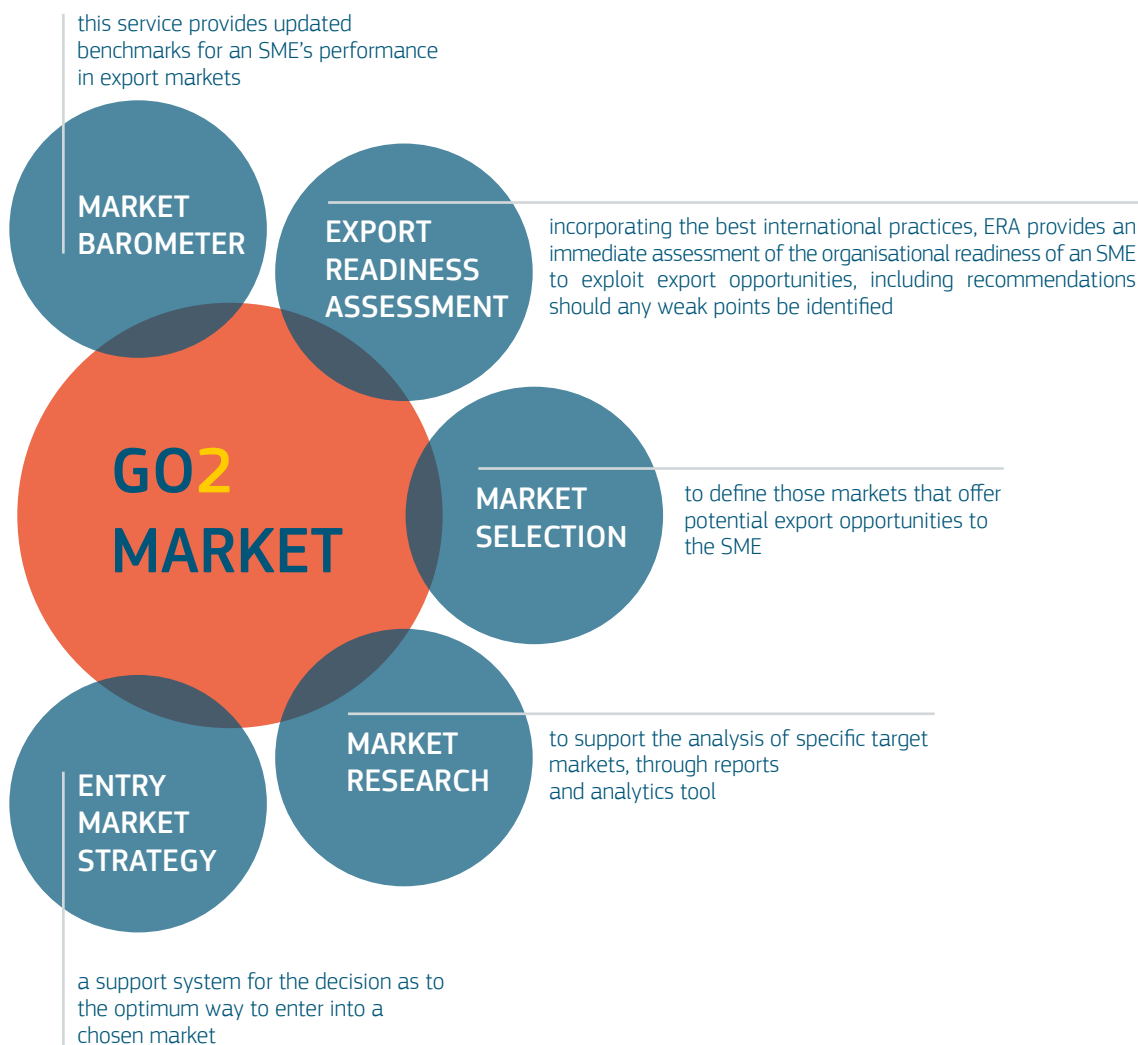 this service provides updated
benchmarks for an SME's performance
in export markets
MARKET
BAROMETER
EXPORT
READINESS
ASSESSMENT
incorporating the best international practices, ERA provides an
immediate assessment of the organisational readiness of an SME
to exploit export opportunities, including recommendations
should any weak points be identified
GO2
MARKET
MARKET
SELECTION
to define those markets that offer
potential export opportunities to
the SME
MARKET
RESEARCH
to support the analysis of specific target
markets, through reports
and analytics tool
ENTRY
MARKET
STRATEGY
a support system for the decision as to
the optimum way to enter into a
chosen market